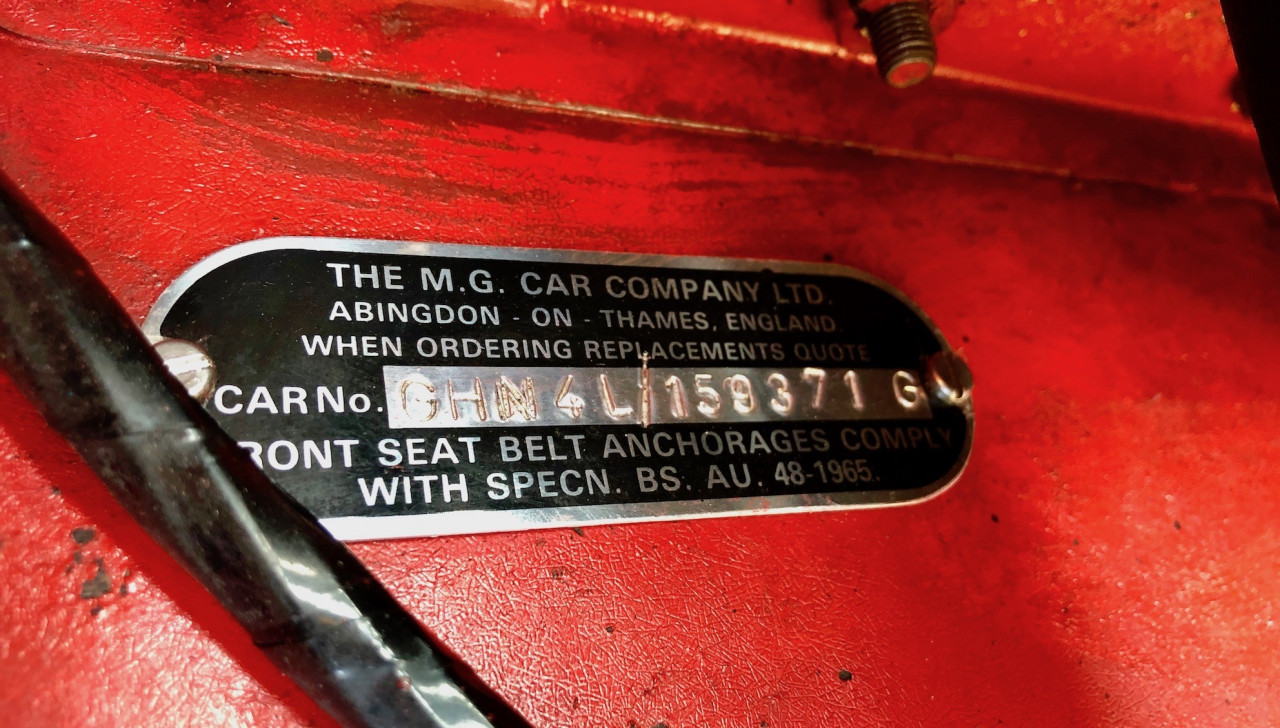 THE M.G. CAR COMPANY LTD.
ABINGDON - ON - THAMES, ENGLAND.
WHEN ORDERING REPLACEMENTS QUOTE
CAR No. GHN4L/159371 G
RONT SEAT BELT ANCHORAGES COMPLY
WITH SPECN. BS. AU. 48-1965.